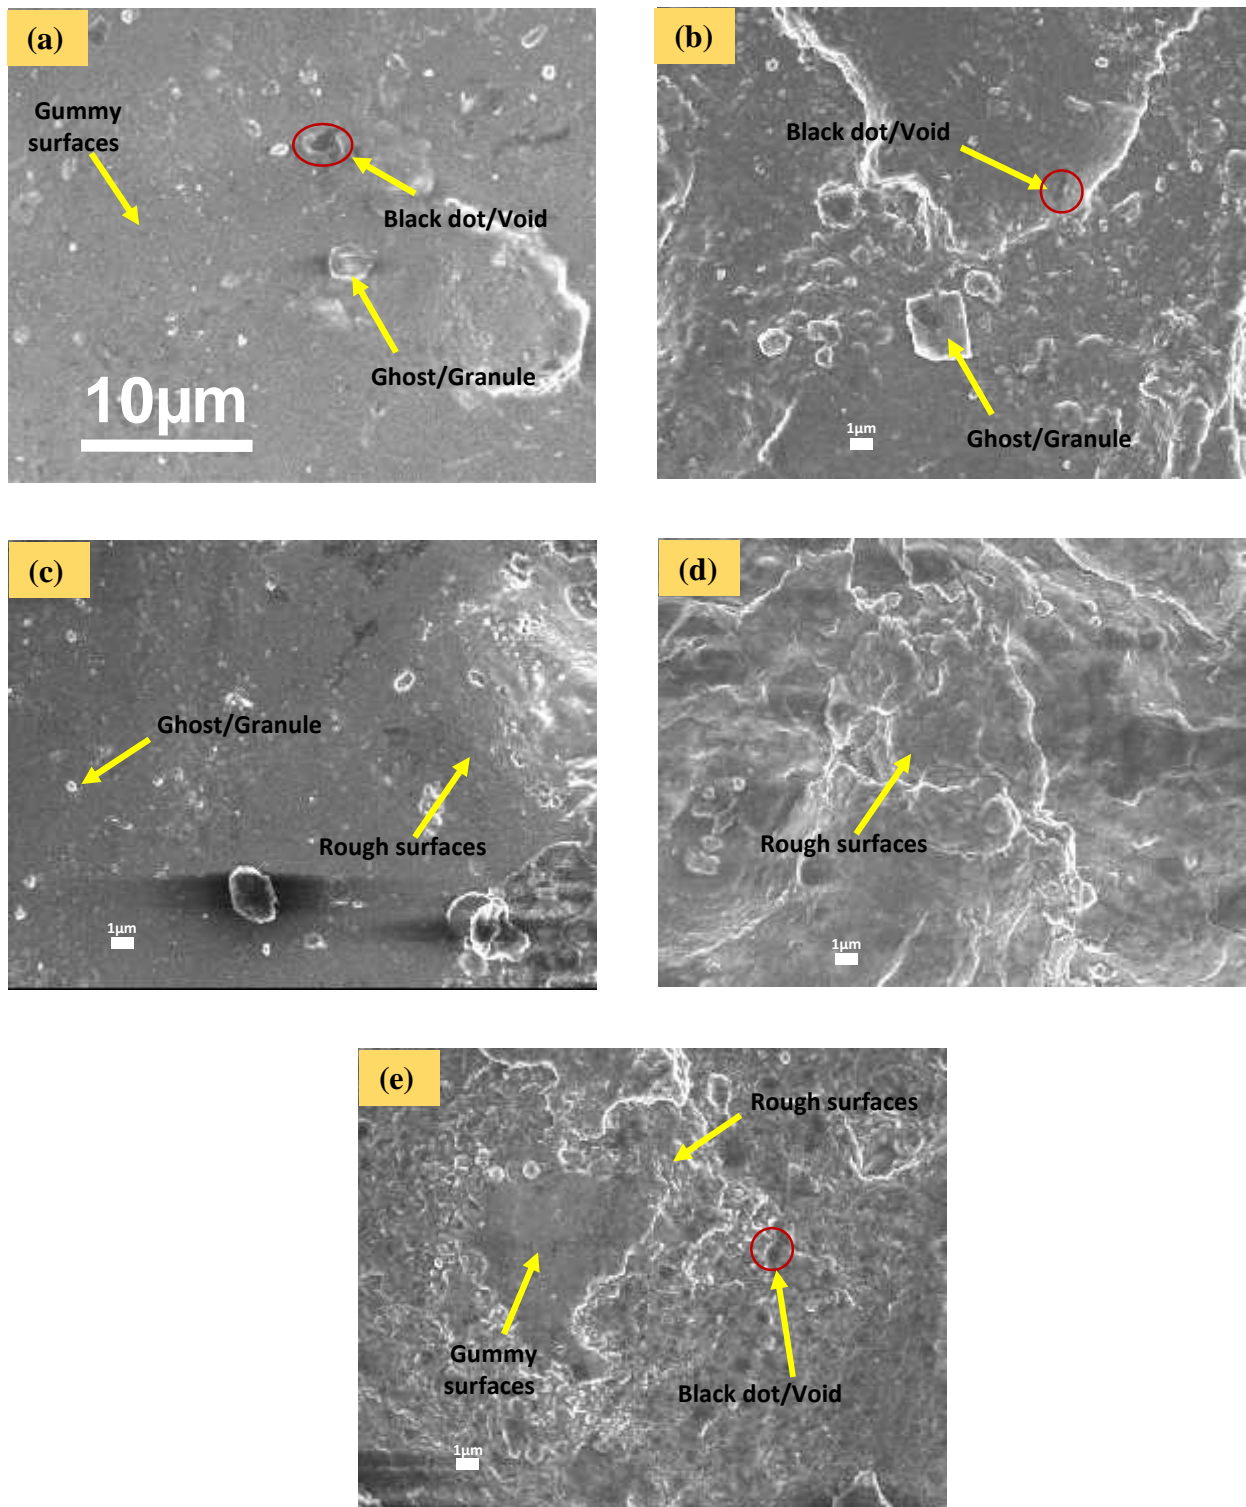 (a)
Gummy
surfaces
Black dot/Void
Ghost/Granule
10µm
(b)
Black dot/Void
Ghost/Granule
1µm
(c)
Ghost/Granule
Rough surfaces
1µm
(d)
Rough surfaces
1µm
(e)
Rough surfaces
Gummy
surfaces
Black dot/Void
1µm